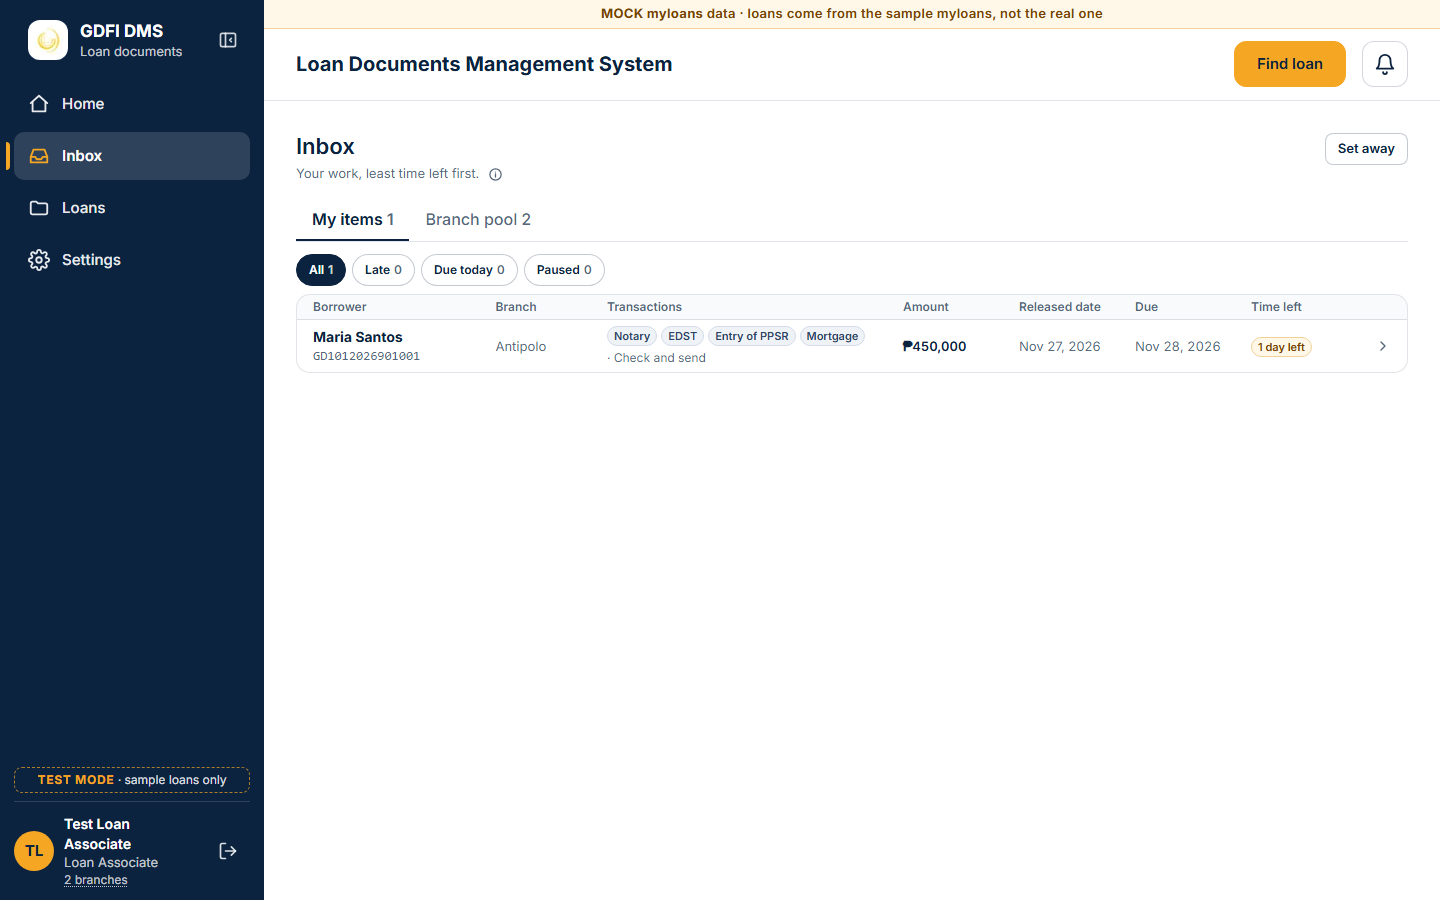 GDFI DMS
Loan documents
Home
Inbox
Loans
Settings
TEST MODE · sample loans only
TL
Test Loan Associate
Loan Associate
2 branches
MOCK myloans data · loans come from the sample myloans, not the real one
Loan Documents Management System
Find loan
Inbox
Set away
Your work, least time left first.
My items 1
Branch pool 2
All 1
Late 0
Due today 0
Paused 0
Borrower Branch Transactions Amount Released date Due Time left
Maria Santos
GD1012026901001
Antipolo
Notary EDST Entry of PPSR Mortgage
· Check and send
₱450,000
Nov 27, 2026
Nov 28, 2026
1 day left